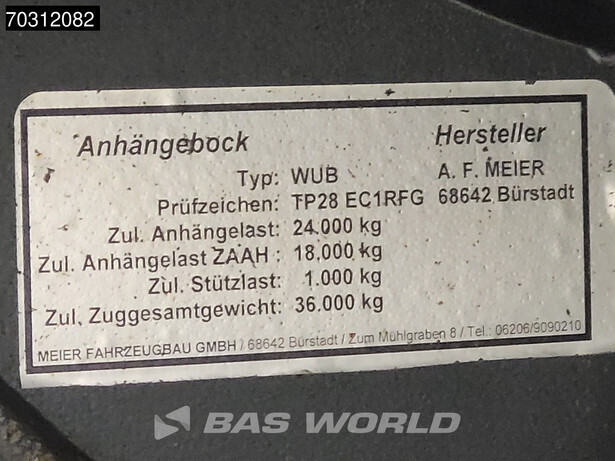 70312082
Anhängebock Hersteller
Typ: WUB A. F. MEIER
Prüfzeichen: TP28 EC1RFG 68642 Bürstadt
Zul. Anhängelast: 24.000 kg
Zul. Anhängelast ZAAH : 18.000 kg
Zul. Stützlast: 1.000 kg
Zul. Zuggesamtgewicht: 36.000 kg
MEIER FAHRZEUGBAU GMBH / 68642 Bürstadt / Zum Mühlgraben 8 / Tel.: 06206/9090210
BAS WORLD